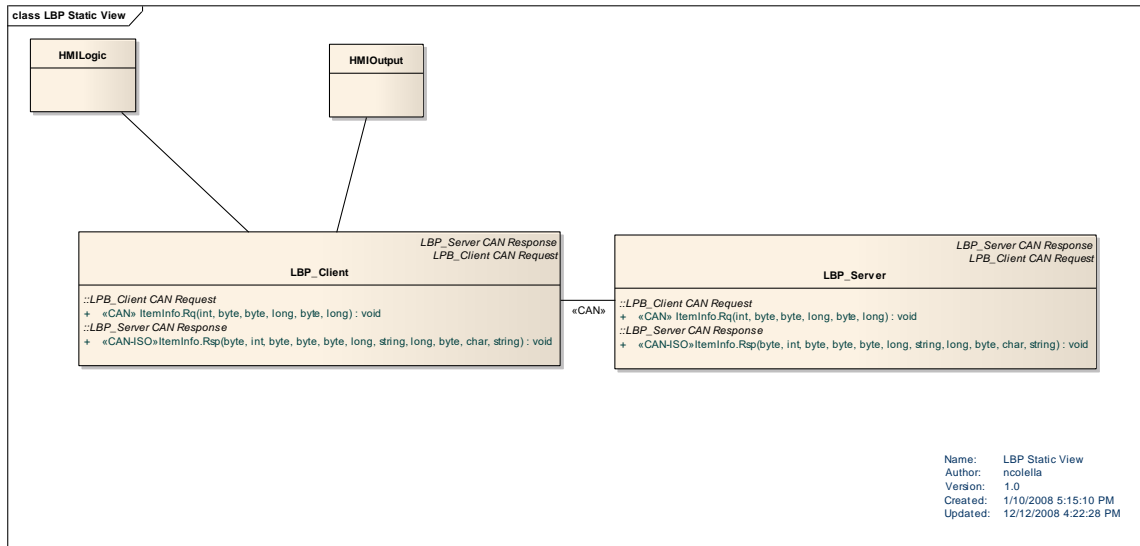 class LBP Static View
HMILogic
HMIOutput
LBP_Server CAN Response
LPB_Client CAN Request
LBP_Client
::LPB_Client CAN Request
+ «CAN» ItemInfo.Rq(int, byte, byte, long, byte, long) : void
::LBP_Server CAN Response
+ «CAN-ISO»ItemInfo.Rsp(byte, int, byte, byte, byte, long, string, long, byte, char, string) : void
«CAN»
LBP_Server CAN Response
LPB_Client CAN Request
LBP_Server
::LPB_Client CAN Request
+ «CAN» ItemInfo.Rq(int, byte, byte, long, byte, long) : void
::LBP_Server CAN Response
+ «CAN-ISO»ItemInfo.Rsp(byte, int, byte, byte, byte, long, string, long, byte, char, string) : void
Name: LBP Static View
Author: ncolella
Version: 1.0
Created: 1/10/2008 5:15:10 PM
Updated: 12/12/2008 4:22:28 PM